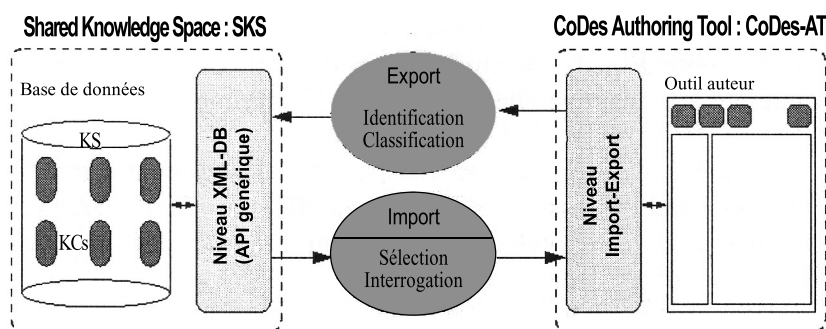 Shared Knowledge Space : SKS
CoDes Authoring Tool : CoDes-AT
Base de données
KS
KCs
Niveau XML-DB
(API générique)
Export
Identification
Classification
Import
Sélection
Interrogation
Niveau
Import-Export
Outil auteur